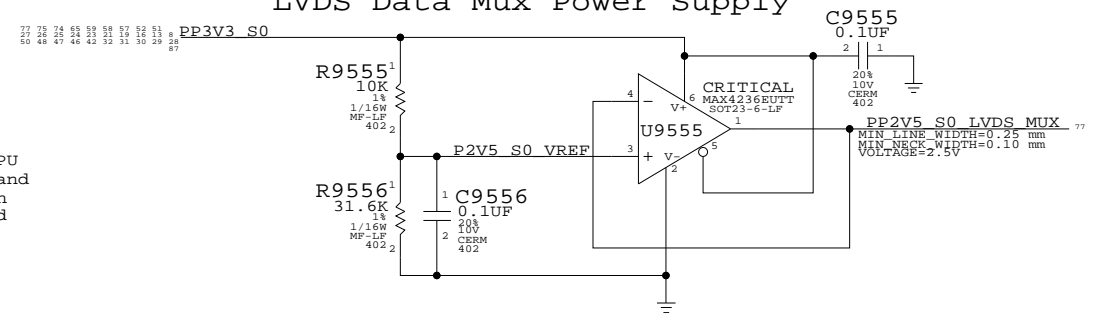 LVDS Data Mux Power Supply
C9555
0.1UF
2 1
20%
10V
CERM
402
77 75 74 65 59 58 57 52 51
27 26 25 24 23 21 19 16 13 8
50 48 47 46 42 32 31 30 29 28
87
PP3V3_S0
R9555
1
10K
1%
1/16W
MF-LF
402
2
CRITICAL
MAX4236EUTT
SOT23-6-LF
4
6
V+
U9555
1
3
V-
5
2
PP2V5_S0_LVDS_MUX
77
MIN_LINE_WIDTH=0.25 mm
MIN_NECK_WIDTH=0.10 mm
VOLTAGE=2.5V
P2V5_S0_VREF
PU
and
n
d
R9556
1
31.6K
1%
1/16W
MF-LF
402
2
1
C9556
0.1UF
20%
10V
CERM
402
2